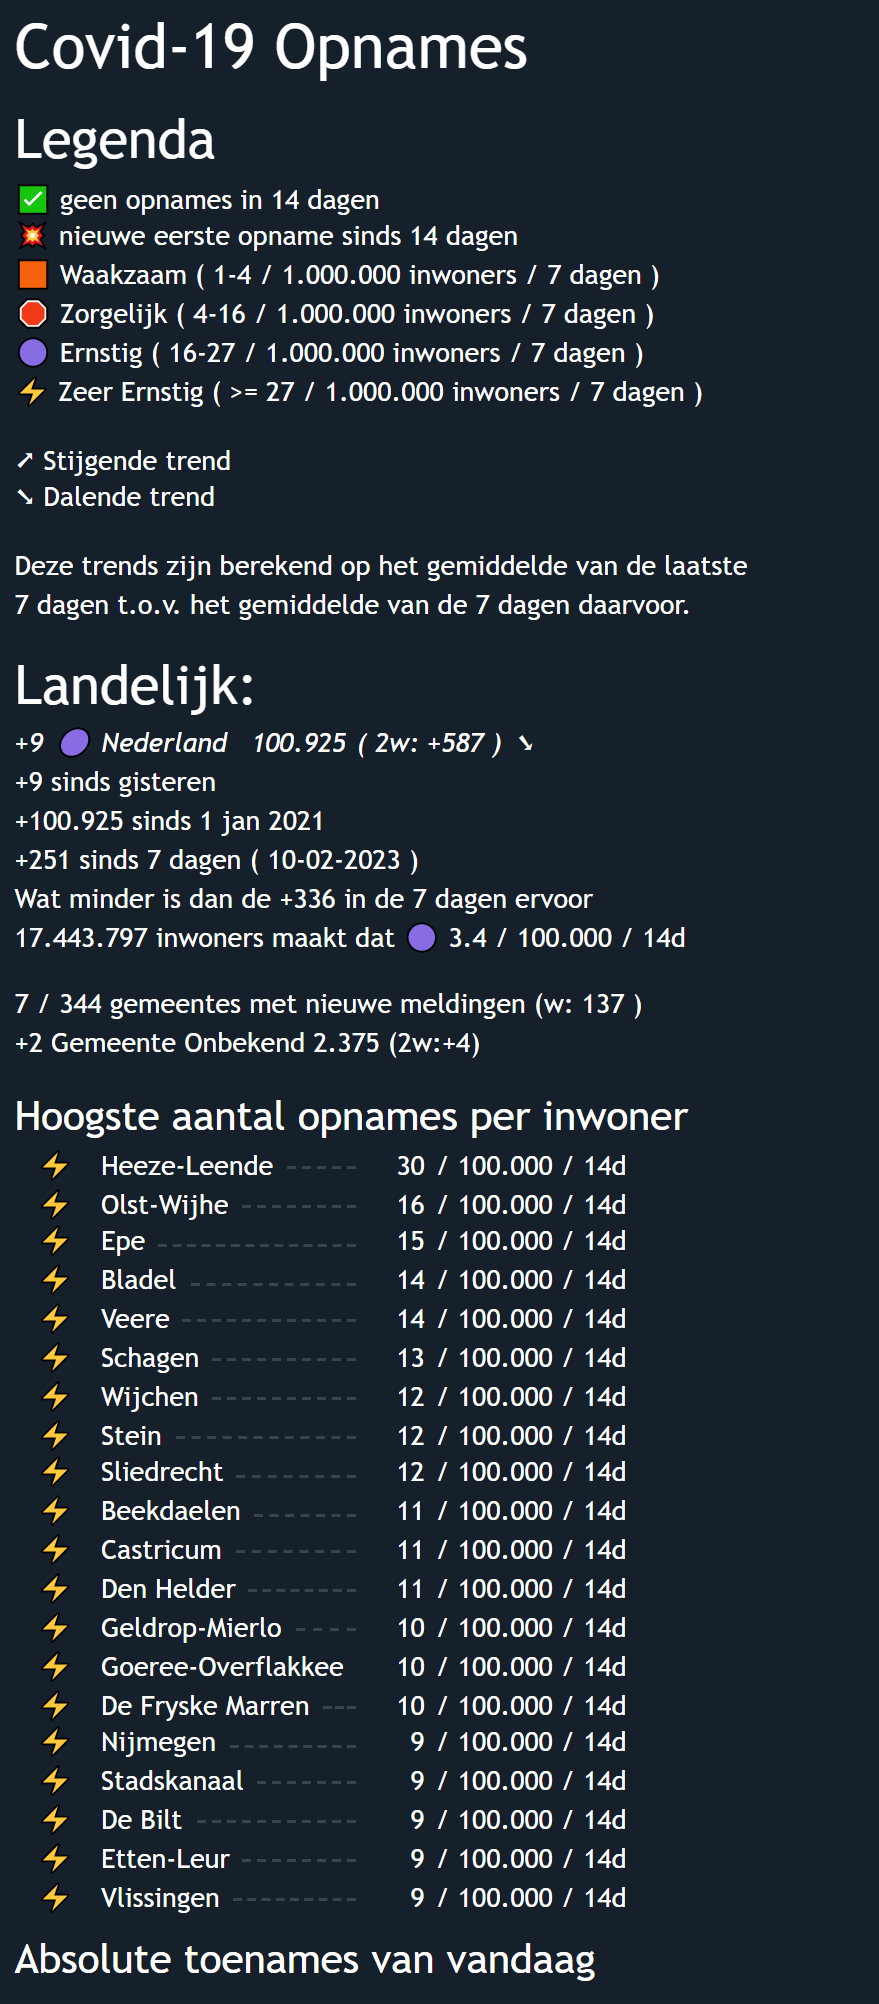 Covid-19 Opnames
Legenda
✅ geen opnames in 14 dagen
💥 nieuwe eerste opname sinds 14 dagen
🟧 Waakzaam ( 1-4 / 1.000.000 inwoners / 7 dagen )
🛑 Zorgelijk ( 4-16 / 1.000.000 inwoners / 7 dagen )
🟣 Ernstig ( 16-27 / 1.000.000 inwoners / 7 dagen )
⚡ Zeer Ernstig ( >= 27 / 1.000.000 inwoners / 7 dagen )
➚ Stijgende trend
➘ Dalende trend
Deze trends zijn berekend op het gemiddelde van de laatste
7 dagen t.o.v. het gemiddelde van de 7 dagen daarvoor.
Landelijk:
+9 🟣 Nederland 100.925 ( 2w: +587 ) ➘
+9 sinds gisteren
+100.925 sinds 1 jan 2021
+251 sinds 7 dagen ( 10-02-2023 )
Wat minder is dan de +336 in de 7 dagen ervoor
17.443.797 inwoners maakt dat 🟣 3.4 / 100.000 / 14d
7 / 344 gemeentes met nieuwe meldingen (w: 137 )
+2 Gemeente Onbekend 2.375 (2w:+4)
Hoogste aantal opnames per inwoner
⚡ Heeze-Leende ----- 30 / 100.000 / 14d
⚡ Olst-Wijhe -------- 16 / 100.000 / 14d
⚡ Epe -------------- 15 / 100.000 / 14d
⚡ Bladel ------------ 14 / 100.000 / 14d
⚡ Veere ------------ 14 / 100.000 / 14d
⚡ Schagen ---------- 13 / 100.000 / 14d
⚡ Wijchen ---------- 12 / 100.000 / 14d
⚡ Stein ------------- 12 / 100.000 / 14d
⚡ Sliedrecht -------- 12 / 100.000 / 14d
⚡ Beekdaelen ------- 11 / 100.000 / 14d
⚡ Castricum -------- 11 / 100.000 / 14d
⚡ Den Helder ------- 11 / 100.000 / 14d
⚡ Geldrop-Mierlo ---- 10 / 100.000 / 14d
⚡ Goeree-Overflakkee 10 / 100.000 / 14d
⚡ De Fryske Marren --- 10 / 100.000 / 14d
⚡ Nijmegen --------- 9 / 100.000 / 14d
⚡ Stadskanaal ------- 9 / 100.000 / 14d
⚡ De Bilt ----------- 9 / 100.000 / 14d
⚡ Etten-Leur -------- 9 / 100.000 / 14d
⚡ Vlissingen --------- 9 / 100.000 / 14d
Absolute toenames van vandaag